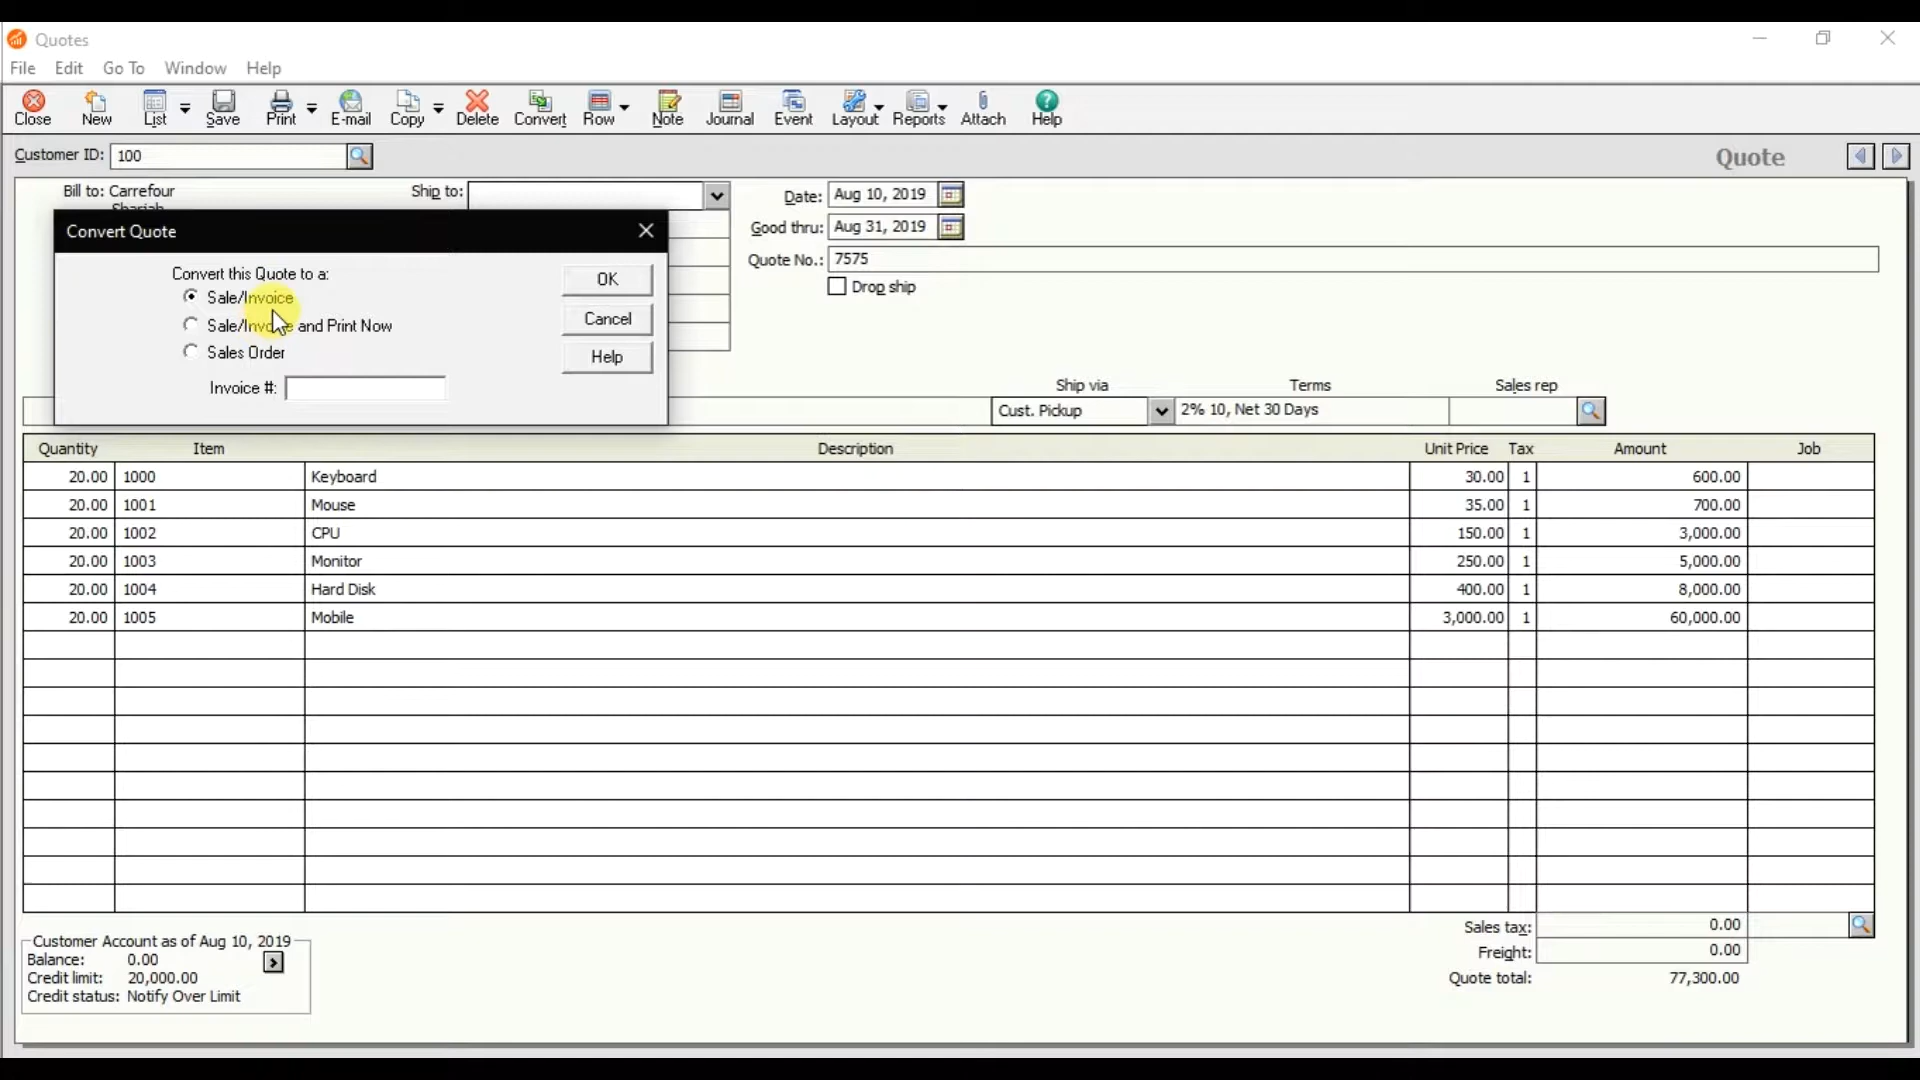 Quotes
File Edit Go To Window Help
Close New List Save Print E-mail Copy Delete Convert Row Note Journal Event Layout Reports Attach Help
Customer ID: 100 Quote
Bill to: Carrefour Ship to: Date: Aug 10, 2019
Sharjah
Convert Quote
Good thru: Aug 31, 2019
Quote No.: 7575
Drop ship
Convert this Quote to a:
Sale/Invoice
Sale/Invoice and Print Now
Sales Order
Invoice #:
OK
Cancel
Help
Ship via Terms Sales rep
Cust. Pickup 2% 10, Net 30 Days
Quantity Item Description Unit Price Tax Amount Job
20.00 1000 Keyboard 30.00 1 600.00
20.00 1001 Mouse 35.00 1 700.00
20.00 1002 CPU 150.00 1 3,000.00
20.00 1003 Monitor 250.00 1 5,000.00
20.00 1004 Hard Disk 400.00 1 8,000.00
20.00 1005 Mobile 3,000.00 1 60,000.00
Sales tax: 0.00
Freight: 0.00
Quote total: 77,300.00
Customer Account as of Aug 10, 2019
Balance: 0.00
Credit limit: 20,000.00
Credit status: Notify Over Limit